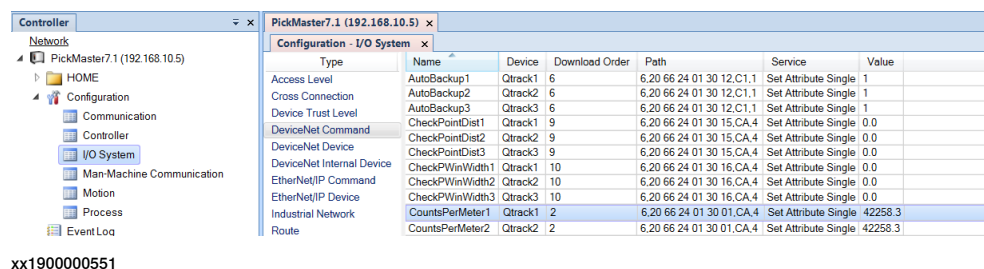 Controller
PickMaster7.1 (192.168.10.5) ×
Network
Configuration - I/O System ×
PickMaster7.1 (192.168.10.5)
HOME
Configuration
Communication
Controller
I/O System
Man-Machine Communication
Motion
Process
Event Log
Type
Access Level
Cross Connection
Device Trust Level
DeviceNet Command
DeviceNet Device
DeviceNet Internal Device
EtherNet/IP Command
EtherNet/IP Device
Industrial Network
Route
Name Device Download Order Path Service Value
AutoBackup1 Qtrack1 6 6,20 66 24 01 30 12,C1,1 Set Attribute Single 1
AutoBackup2 Qtrack2 6 6,20 66 24 01 30 12,C1,1 Set Attribute Single 1
AutoBackup3 Qtrack3 6 6,20 66 24 01 30 12,C1,1 Set Attribute Single 1
CheckPointDist1 Qtrack1 9 6,20 66 24 01 30 15,CA,4 Set Attribute Single 0.0
CheckPointDist2 Qtrack2 9 6,20 66 24 01 30 15,CA,4 Set Attribute Single 0.0
CheckPointDist3 Qtrack3 9 6,20 66 24 01 30 15,CA,4 Set Attribute Single 0.0
CheckPWinWidth1 Qtrack1 10 6,20 66 24 01 30 16,CA,4 Set Attribute Single 0.0
CheckPWinWidth2 Qtrack2 10 6,20 66 24 01 30 16,CA,4 Set Attribute Single 0.0
CheckPWinWidth3 Qtrack3 10 6,20 66 24 01 30 16,CA,4 Set Attribute Single 0.0
CountsPerMeter1 Qtrack1 2 6,20 66 24 01 30 01,CA,4 Set Attribute Single 42258.3
CountsPerMeter2 Qtrack2 2 6,20 66 24 01 30 01,CA,4 Set Attribute Single 42258.3
xx1900000551